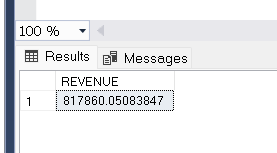 100 %
Results Messages
REVENUE
1 817860.05083847